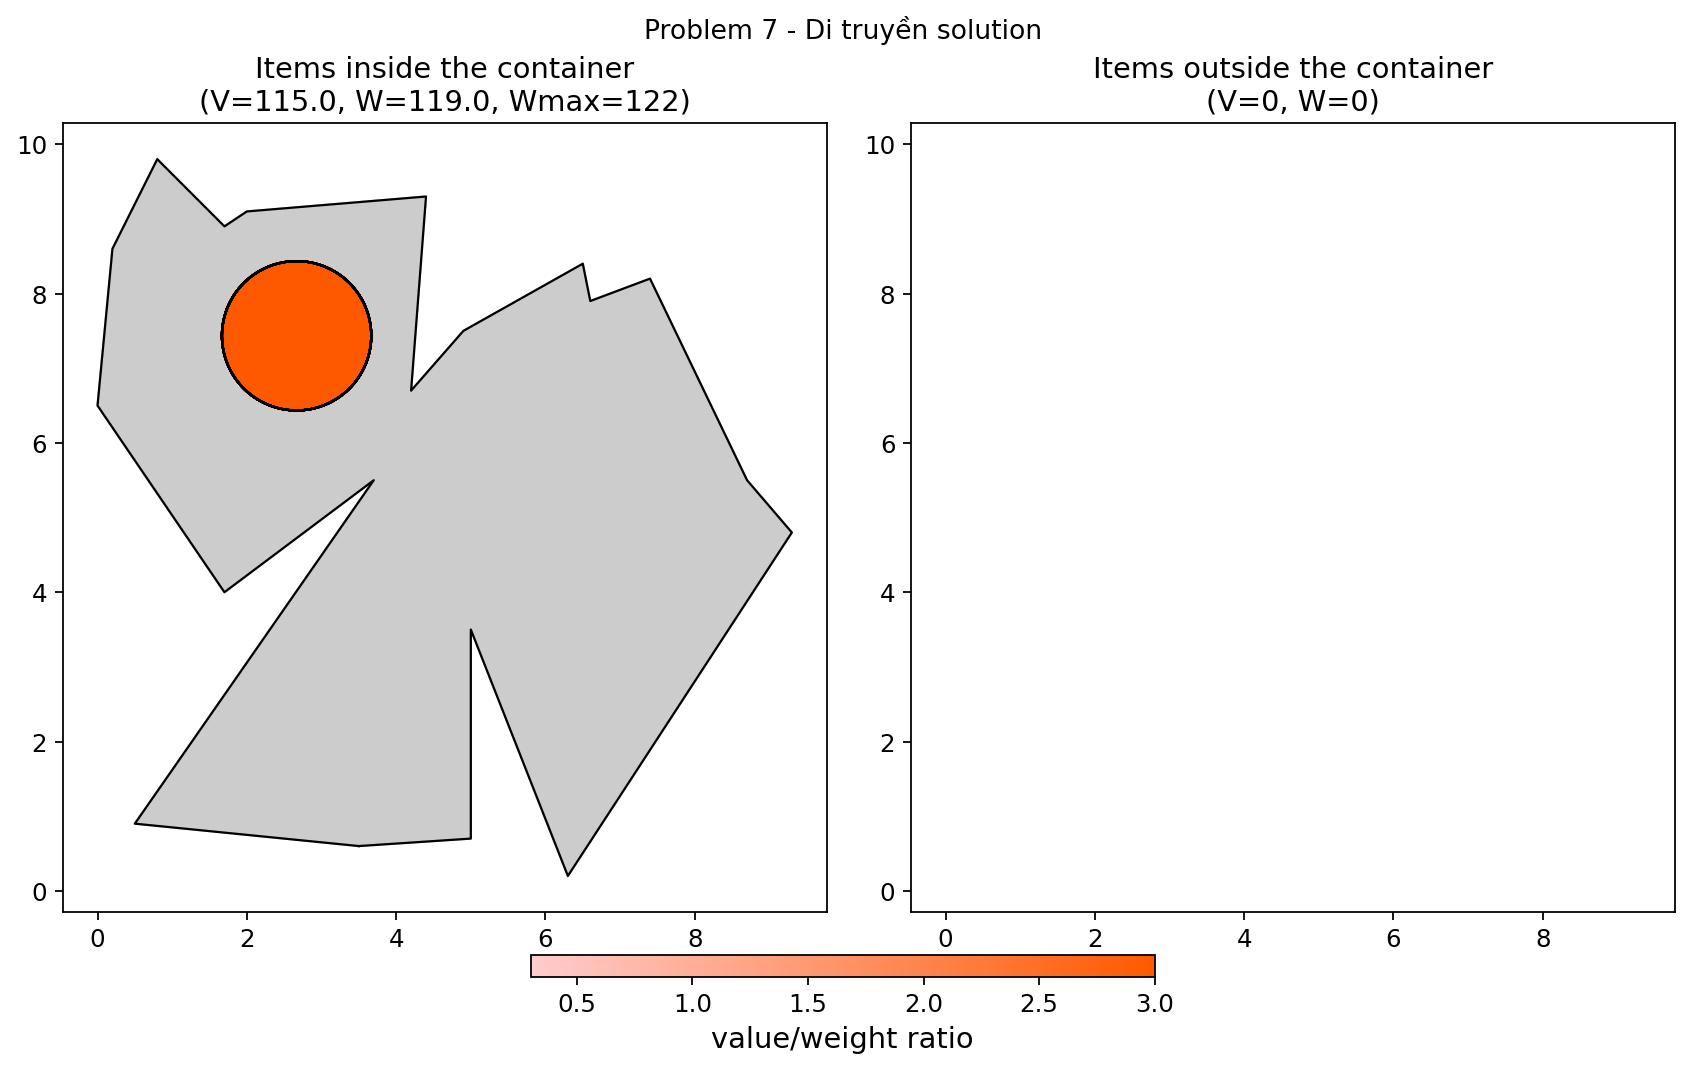 Problem 7 - Di truyền solution
Items inside the container
(V=115.0, W=119.0, Wmax=122)
10
8
6
4
2
0
0 2 4 6 8
Items outside the container
(V=0, W=0)
10
8
6
4
2
0
0 2 4 6 8
0.5 1.0 1.5 2.0 2.5 3.0
value/weight ratio